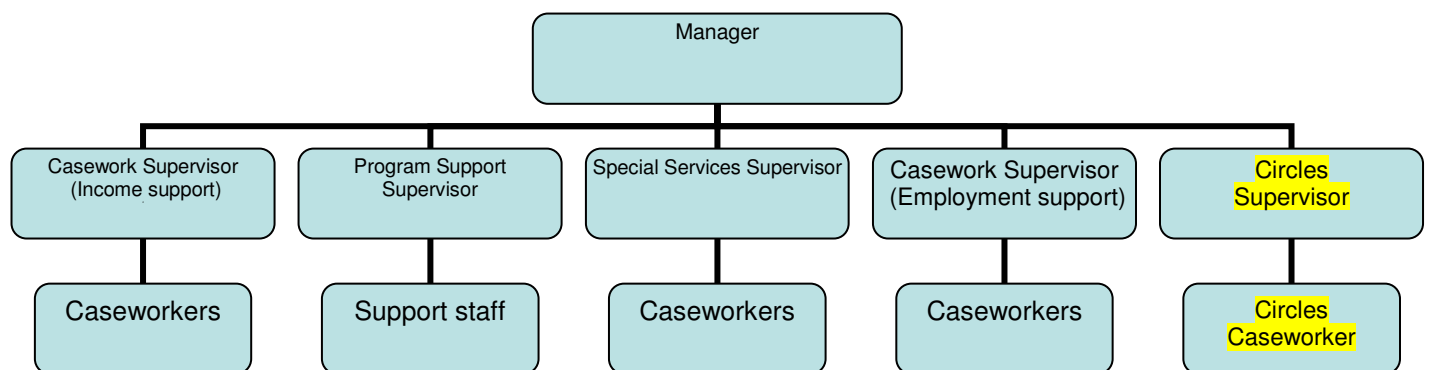 Manager
Casework Supervisor
(Income support)
Program Support
Supervisor
Special Services Supervisor
Casework Supervisor
(Employment support)
Circles
Supervisor
Caseworkers
Support staff
Caseworkers
Caseworkers
Circles
Caseworker